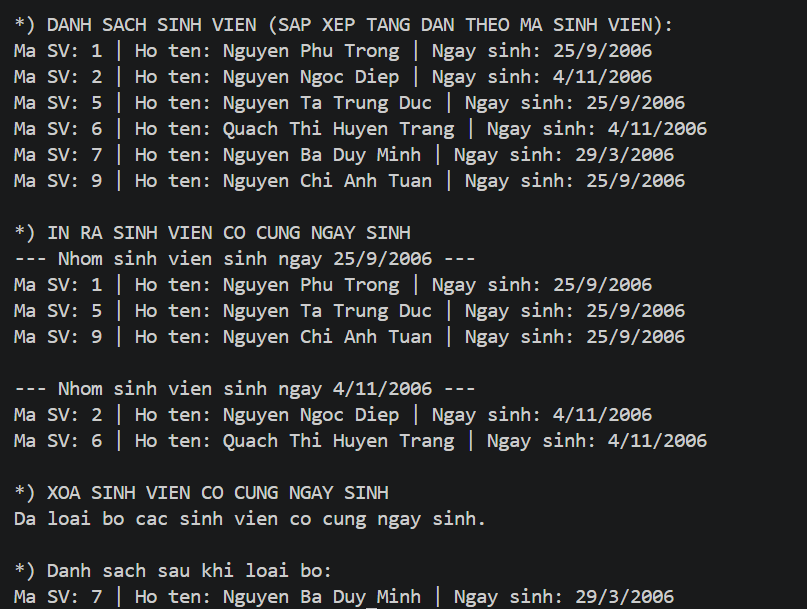 *) DANH SACH SINH VIEN (SAP XEP TANG DAN THEO MA SINH VIEN):
Ma SV: 1 | Ho ten: Nguyen Phu Trong | Ngay sinh: 25/9/2006
Ma SV: 2 | Ho ten: Nguyen Ngoc Diep | Ngay sinh: 4/11/2006
Ma SV: 5 | Ho ten: Nguyen Ta Trung Duc | Ngay sinh: 25/9/2006
Ma SV: 6 | Ho ten: Quach Thi Huyen Trang | Ngay sinh: 4/11/2006
Ma SV: 7 | Ho ten: Nguyen Ba Duy Minh | Ngay sinh: 29/3/2006
Ma SV: 9 | Ho ten: Nguyen Chi Anh Tuan | Ngay sinh: 25/9/2006
*) IN RA SINH VIEN CO CUNG NGAY SINH
--- Nhom sinh vien sinh ngay 25/9/2006 ---
Ma SV: 1 | Ho ten: Nguyen Phu Trong | Ngay sinh: 25/9/2006
Ma SV: 5 | Ho ten: Nguyen Ta Trung Duc | Ngay sinh: 25/9/2006
Ma SV: 9 | Ho ten: Nguyen Chi Anh Tuan | Ngay sinh: 25/9/2006
--- Nhom sinh vien sinh ngay 4/11/2006 ---
Ma SV: 2 | Ho ten: Nguyen Ngoc Diep | Ngay sinh: 4/11/2006
Ma SV: 6 | Ho ten: Quach Thi Huyen Trang | Ngay sinh: 4/11/2006
*) XOA SINH VIEN CO CUNG NGAY SINH
Da loai bo cac sinh vien co cung ngay sinh.
*) Danh sach sau khi loai bo:
Ma SV: 7 | Ho ten: Nguyen Ba Duy Minh | Ngay sinh: 29/3/2006